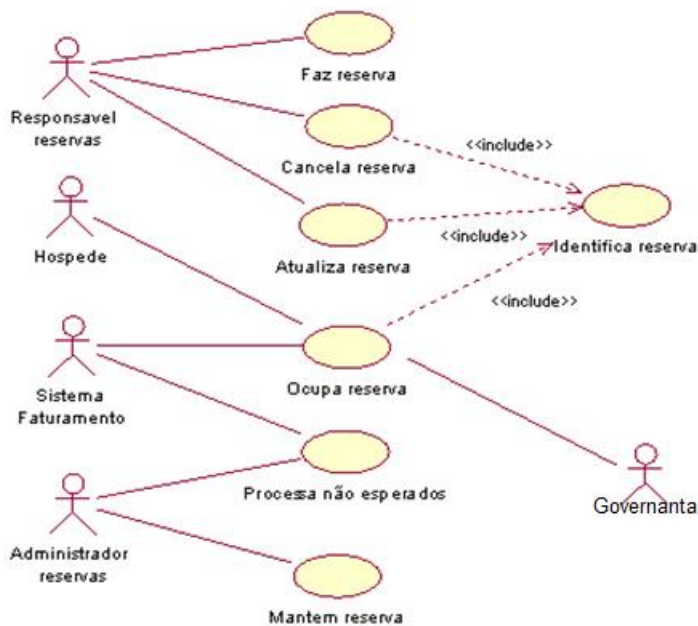 Faz reserva
Responsavel
reservas
<<include>>
Cancela reserva
Hospede
Atualiza reserva
<<include>>
Identifica reserva
<<include>>
Sistema
Faturamento
Ocupa reserva
Processa não esperados
Governanta
Administrador
reservas
Mantem reserva